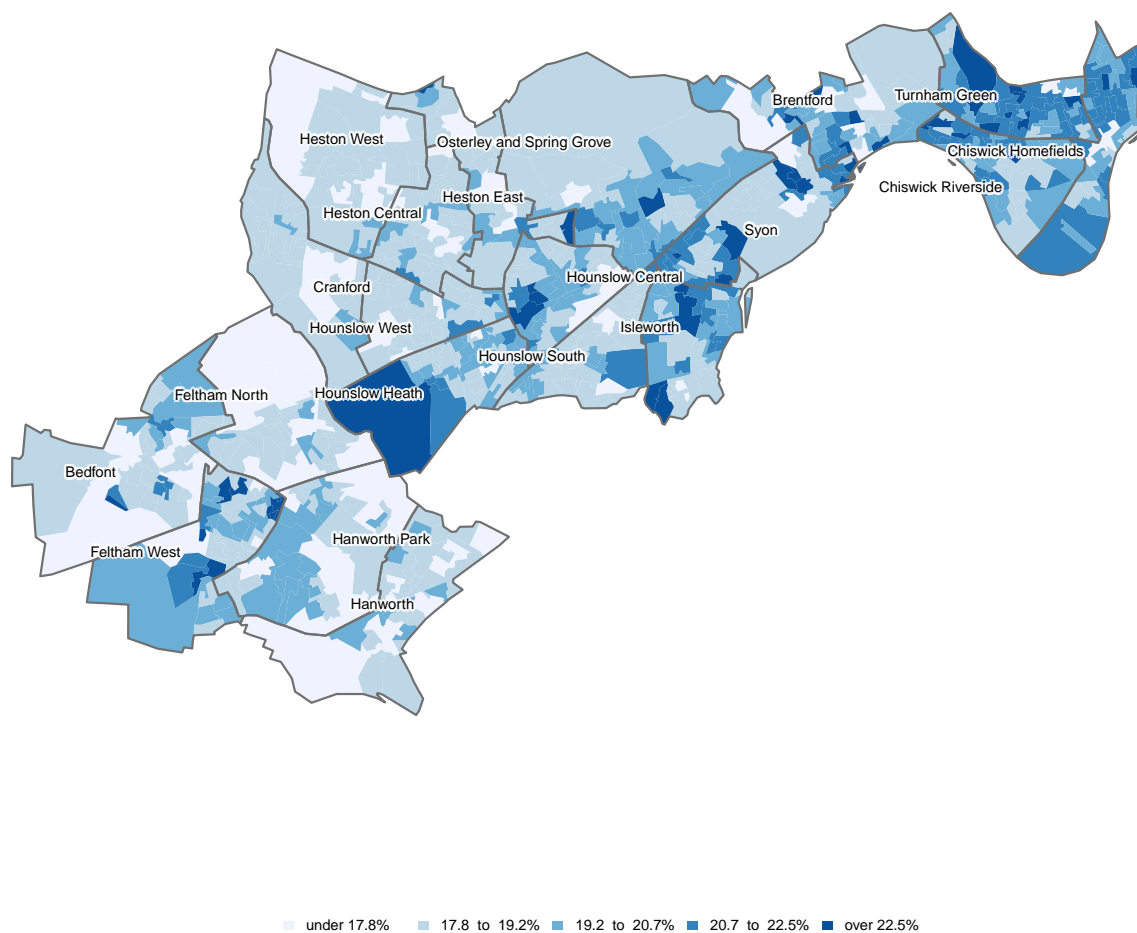 Turnham Green
Brentford
Heston West
Osterley and Spring Grove
Chiswick Homefields
Chiswick Riverside
Heston East
Heston Central
Syon
Hounslow Central
Cranford
Hounslow West
Isleworth
Hounslow South
Feltham North
Hounslow Heath
Bedfont
Hanworth Park
Feltham West
Hanworth
under 17.8% 17.8 to 19.2% 19.2 to 20.7% 20.7 to 22.5% over 22.5%